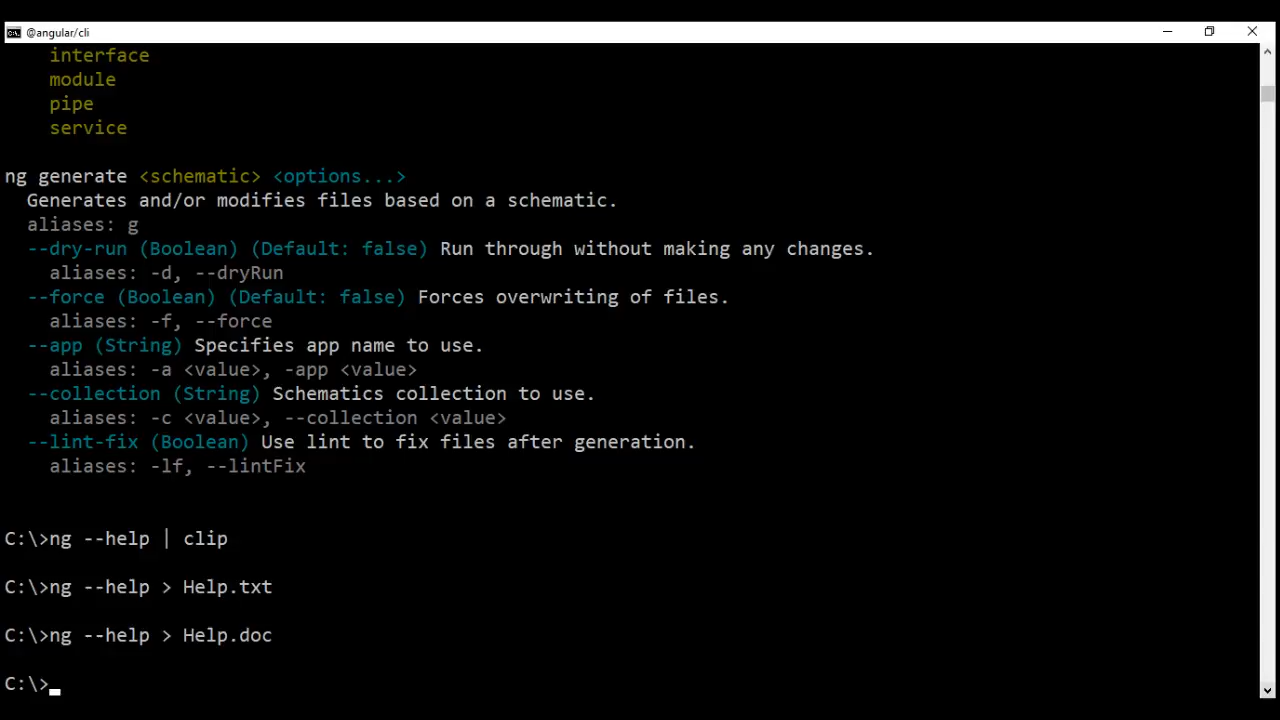 @angular/cli
interface
module
pipe
service
ng generate <schematic> <options...>
Generates and/or modifies files based on a schematic.
aliases: g
--dry-run (Boolean) (Default: false) Run through without making any changes.
aliases: -d, --dryRun
--force (Boolean) (Default: false) Forces overwriting of files.
aliases: -f, --force
--app (String) Specifies app name to use.
aliases: -a <value>, -app <value>
--collection (String) Schematics collection to use.
aliases: -c <value>, --collection <value>
--lint-fix (Boolean) Use lint to fix files after generation.
aliases: -lf, --lintFix
C:\>ng --help | clip
C:\>ng --help > Help.txt
C:\>ng --help > Help.doc
C:\>